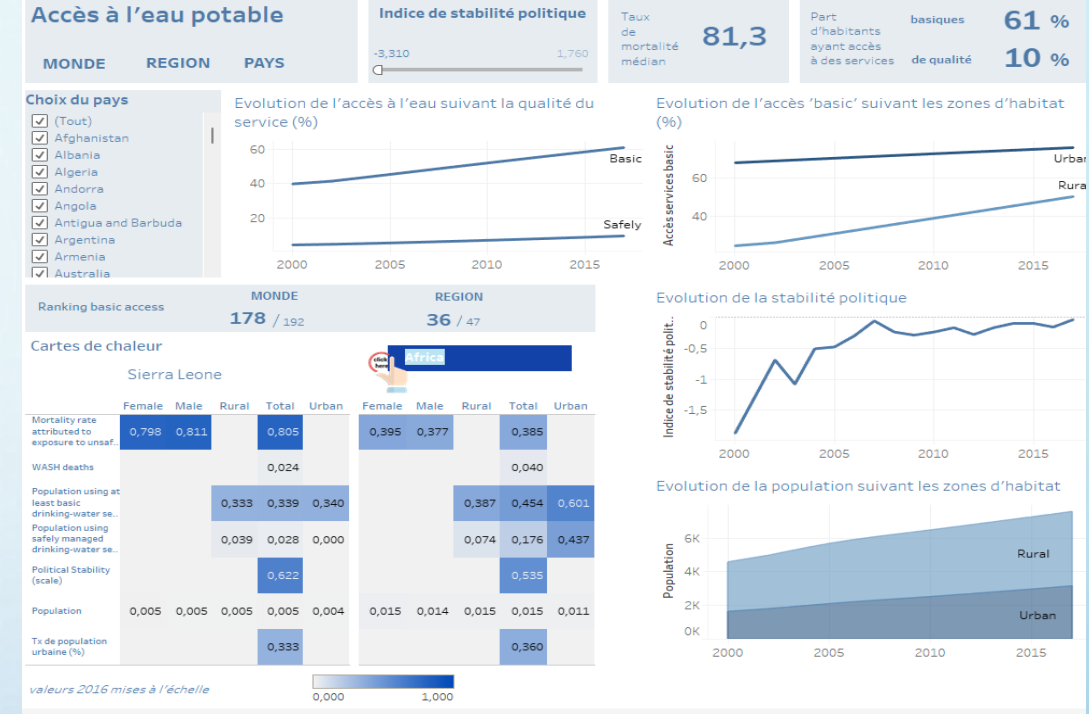 Accès à l'eau potable
MONDE REGION PAYS
Indice de stabilité politique
-3,310 1,760
Taux
de
mortalité
médian
81,3
Part
d'habitants
ayant accès
à des services
basiques 61 %
de qualité 10 %
Choix du pays
(Tout)
Afghanistan
Albania
Algeria
Andorra
Angola
Antigua and Barbuda
Argentina
Armenia
Australia
Evolution de l'accès à l'eau suivant la qualité du
service (%)
60
40
20
Basic
Safely
2000 2005 2010 2015
Evolution de l'accès 'basic' suivant les zones d'habitat
(%)
Accès services basic
60
40
Urbar
Rura
2000 2005 2010 2015
Ranking basic access
MONDE
178 / 192
REGION
36 / 47
Cartes de chaleur
Sierra Leone
click
here
Africa
Female Male Rural Total Urban Female Male Rural Total Urban
Mortality rate
attributed to
exposure to unsaf..
0,798 0,811 0,805 0,395 0,377 0,385
WASH deaths 0,024 0,040
Population using at
least basic
drinking-water se..
0,333 0,339 0,340 0,387 0,454 0,601
Population using
safely managed
drinking-water se..
0,039 0,028 0,000 0,074 0,176 0,437
Political Stability
(scale)
0,622 0,535
Population 0,005 0,005 0,005 0,005 0,004 0,015 0,014 0,015 0,015 0,011
Tx de population
urbaine (%)
0,333 0,360
valeurs 2016 mises à l'échelle
0,000 1,000
Evolution de la stabilité politique
Indice de stabilité polit..
0
-0,5
-1
-1,5
2000 2005 2010 2015
Evolution de la population suivant les zones d'habitat
Population
6K
4K
2K
0K
Rural
Urban
2000 2005 2010 2015